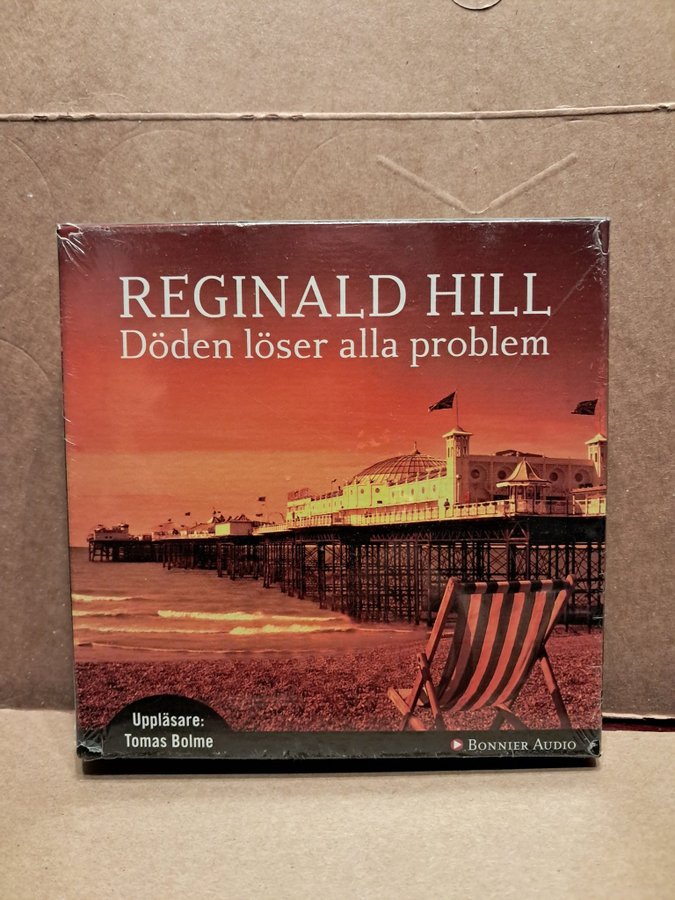 REGINALD HILL
Döden löser alla problem
Uppläsare:
Tomas Bolme
BONNIER AUDIO